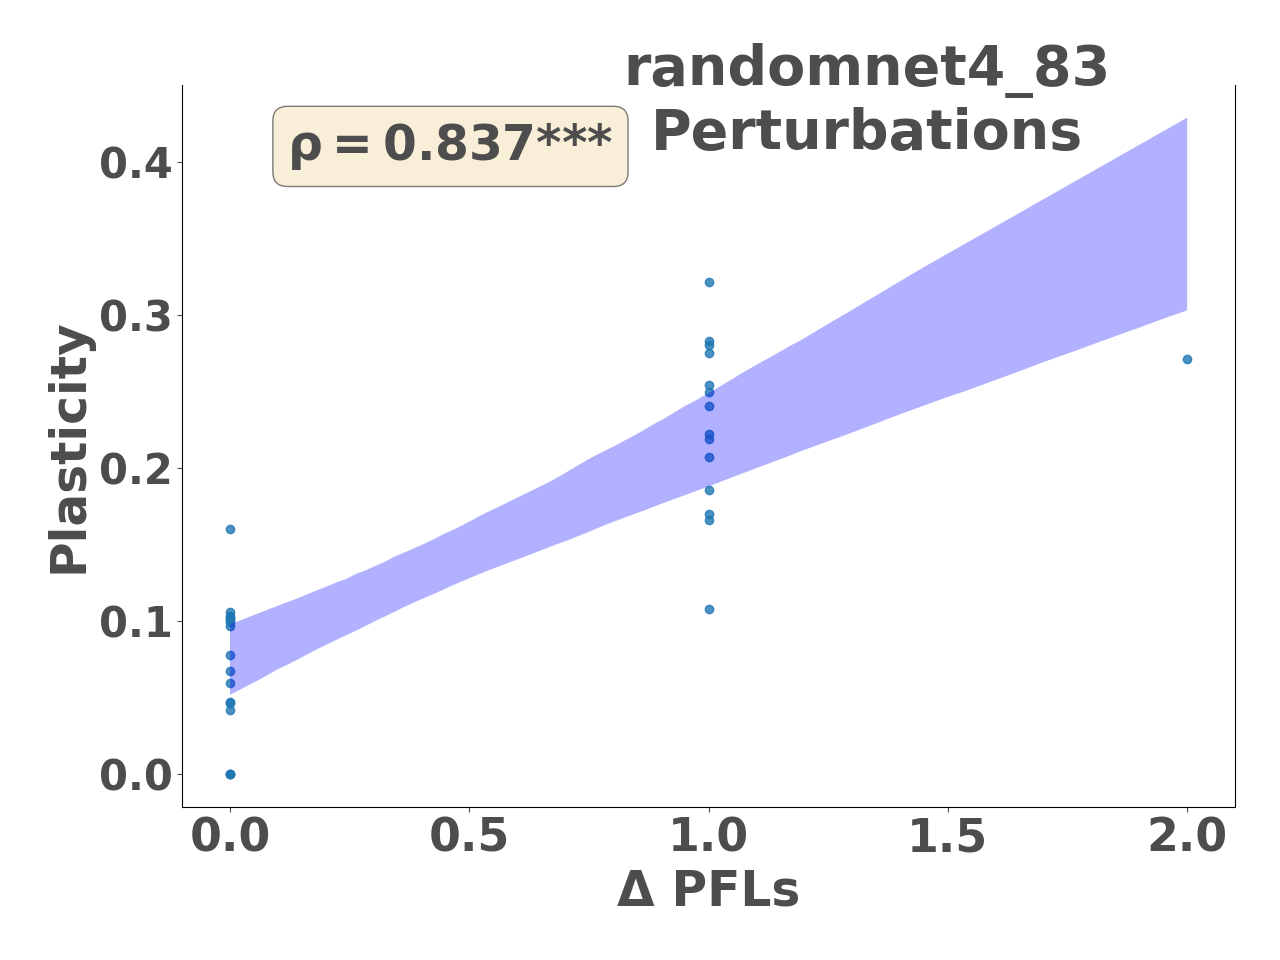 randomnet4_83
Perturbations
ρ = 0.837***
0.4
0.3
0.2
0.1
0.0
Plasticity
0.0 0.5 1.0 1.5 2.0
Δ PFLs